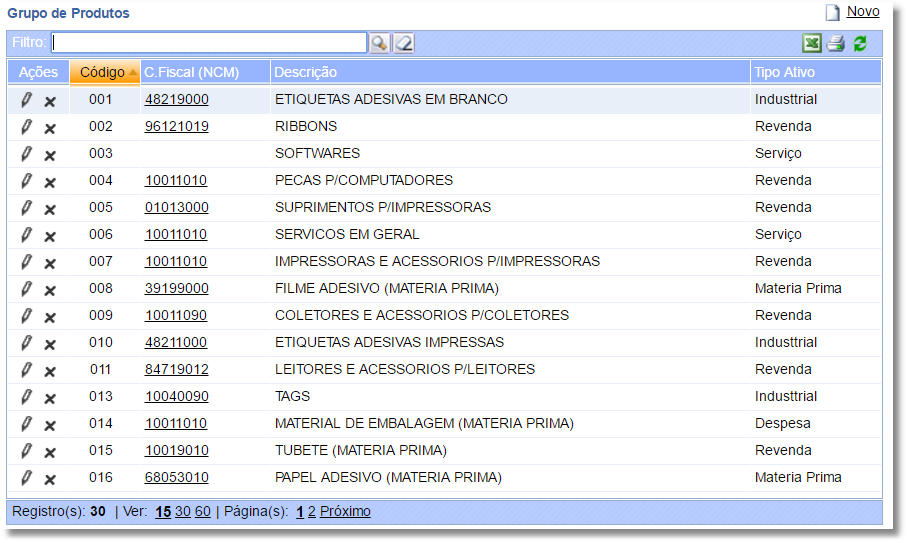 Grupo de Produtos Novo
Filtro:
Ações Código C.Fiscal (NCM) Descrição Tipo Ativo
001 48219000 ETIQUETAS ADESIVAS EM BRANCO Industtrial
002 96121019 RIBBONS Revenda
003 SOFTWARES Serviço
004 10011010 PECAS P/COMPUTADORES Revenda
005 01013000 SUPRIMENTOS P/IMPRESSORAS Revenda
006 10011010 SERVICOS EM GERAL Serviço
007 10011010 IMPRESSORAS E ACESSORIOS P/IMPRESSORAS Revenda
008 39199000 FILME ADESIVO (MATERIA PRIMA) Materia Prima
009 10011090 COLETORES E ACESSORIOS P/COLETORES Revenda
010 48211000 ETIQUETAS ADESIVAS IMPRESSAS Industtrial
011 84719012 LEITORES E ACESSORIOS P/LEITORES Revenda
013 10040090 TAGS Industtrial
014 10011010 MATERIAL DE EMBALAGEM (MATERIA PRIMA) Despesa
015 10019010 TUBETE (MATERIA PRIMA) Revenda
016 68053010 PAPEL ADESIVO (MATERIA PRIMA) Materia Prima
Registro(s): 30 | Ver: 15 30 60 | Página(s): 1 2 Próximo